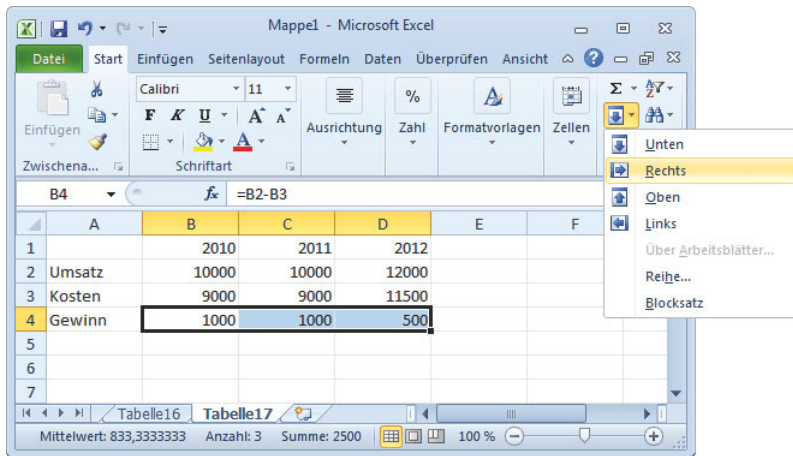 Mappe1 - Microsoft Excel
Datei Start Einfügen Seitenlayout Formeln Daten Überprüfen Ansicht
Calibri 11
F K U A A
Einfügen
Ausrichtung Zahl Formatvorlagen Zellen
Zwischena... Schriftart
Unten
Rechts
Oben
Links
Über Arbeitsblätter...
Reihe...
Blocksatz
B4 fx =B2-B3
A B C D E F
1 2010 2011 2012
2 Umsatz 10000 10000 12000
3 Kosten 9000 9000 11500
4 Gewinn 1000 1000 500
5
6
7
Tabelle16 Tabelle17
Mittelwert: 833,3333333 Anzahl: 3 Summe: 2500 100 %